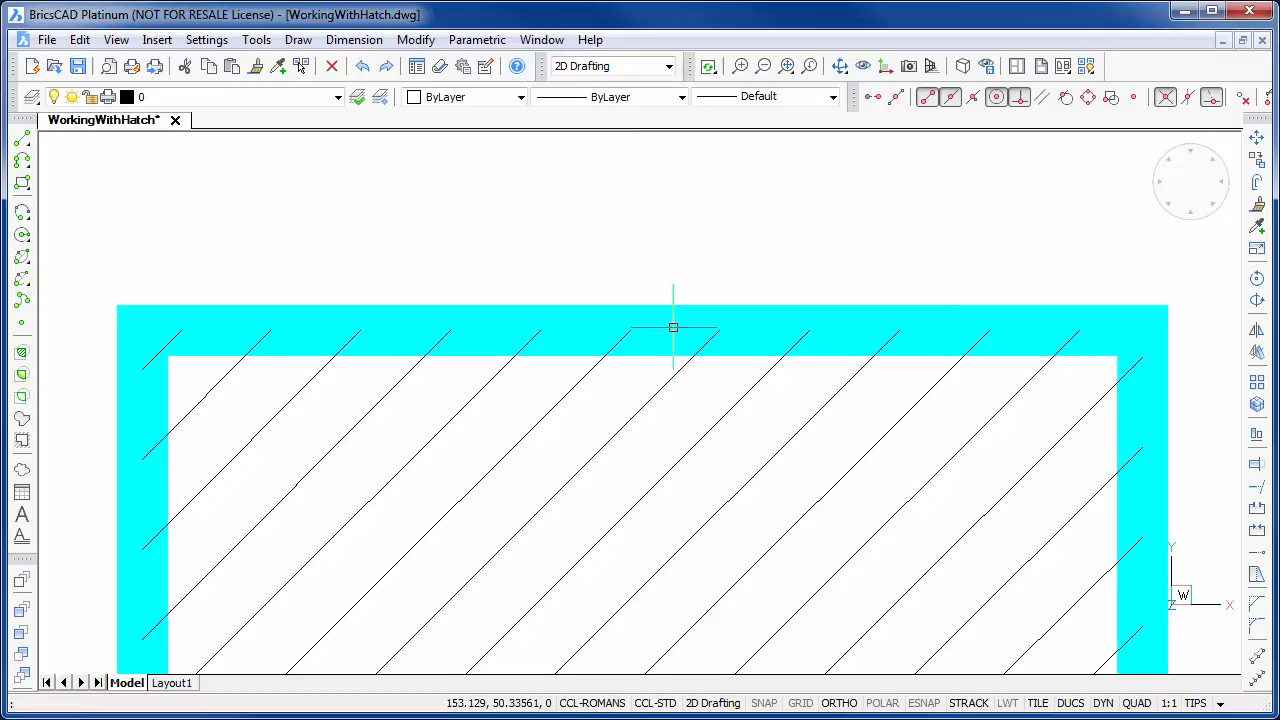 BricsCAD Platinum (NOT FOR RESALE License) - [WorkingWithHatch.dwg]
File Edit View Insert Settings Tools Draw Dimension Modify Parametric Window Help
2D Drafting
0 ByLayer ByLayer Default
WorkingWithHatch*
Y
W
Z X
Model Layout1
: 153.129, 50.33561, 0 CCL-ROMANS CCL-STD 2D Drafting SNAP GRID ORTHO POLAR ESNAP STRACK LWT TILE DUCS DYN QUAD 1:1 TIPS